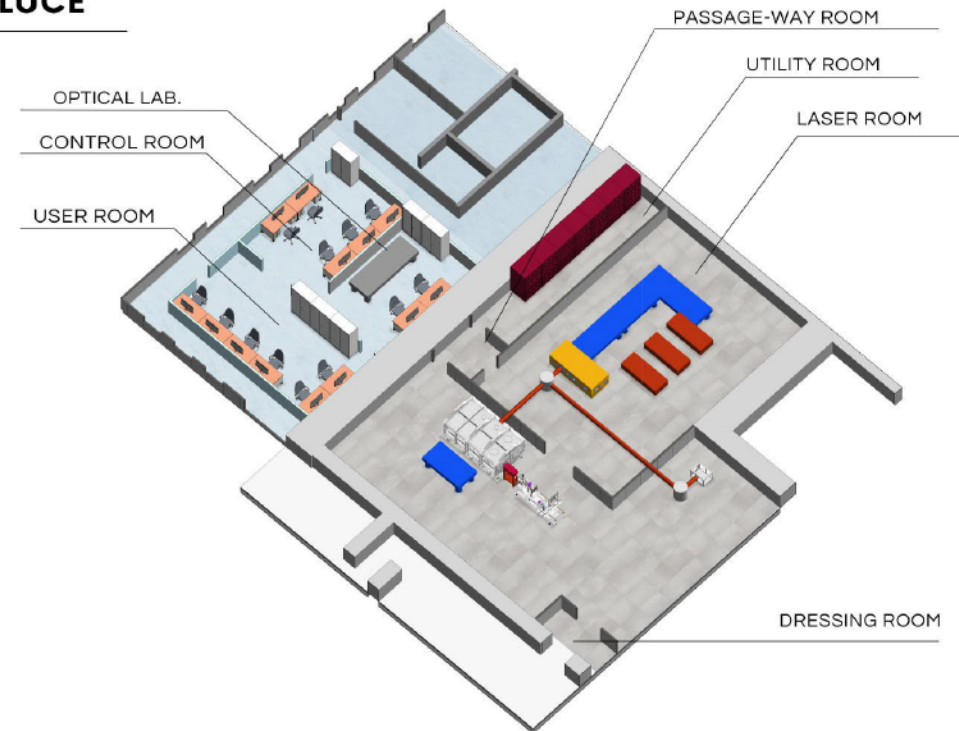 LUCE
PASSAGE-WAY ROOM
UTILITY ROOM
OPTICAL LAB.
LASER ROOM
CONTROL ROOM
USER ROOM
DRESSING ROOM